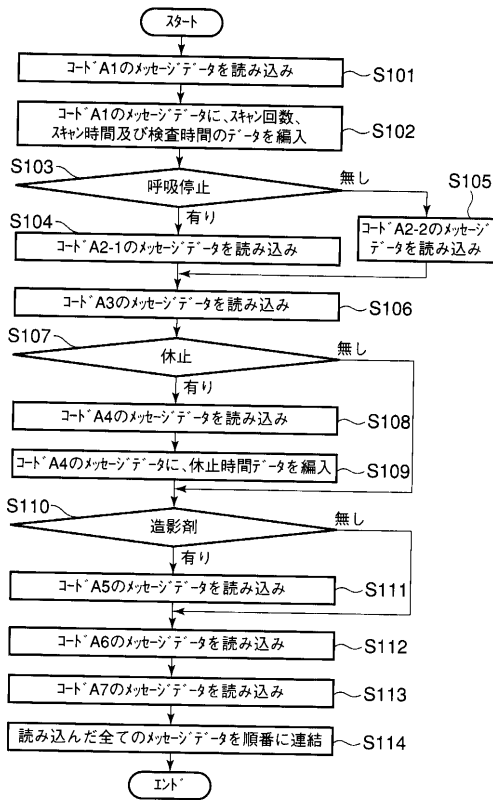 スタート
コードA1のメッセージデータを読み込み
S101
コードA1のメッセージデータに、スキャン回数、
スキャン時間及び検査時間のデータを編入
S102
S103
呼吸停止
無し
S105
有り
S104
コードA2-1のメッセージデータを読み込み
コードA2-2のメッセージ
データを読み込み
コードA3のメッセージデータを読み込み
S106
S107
休止
無し
有り
コードA4のメッセージデータを読み込み
S108
コードA4のメッセージデータに、休止時間データを編入
S109
S110
造影剤
無し
有り
コードA5のメッセージデータを読み込み
S111
コードA6のメッセージデータを読み込み
S112
コードA7のメッセージデータを読み込み
S113
読み込んだ全てのメッセージデータを順番に連結
S114
エンド